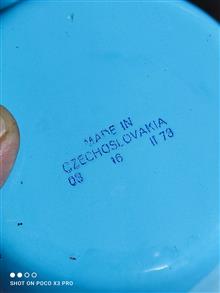 MADE IN
CZECHOSLOVAKIA
08 16 II 73
SHOT ON POCO X3 PRO